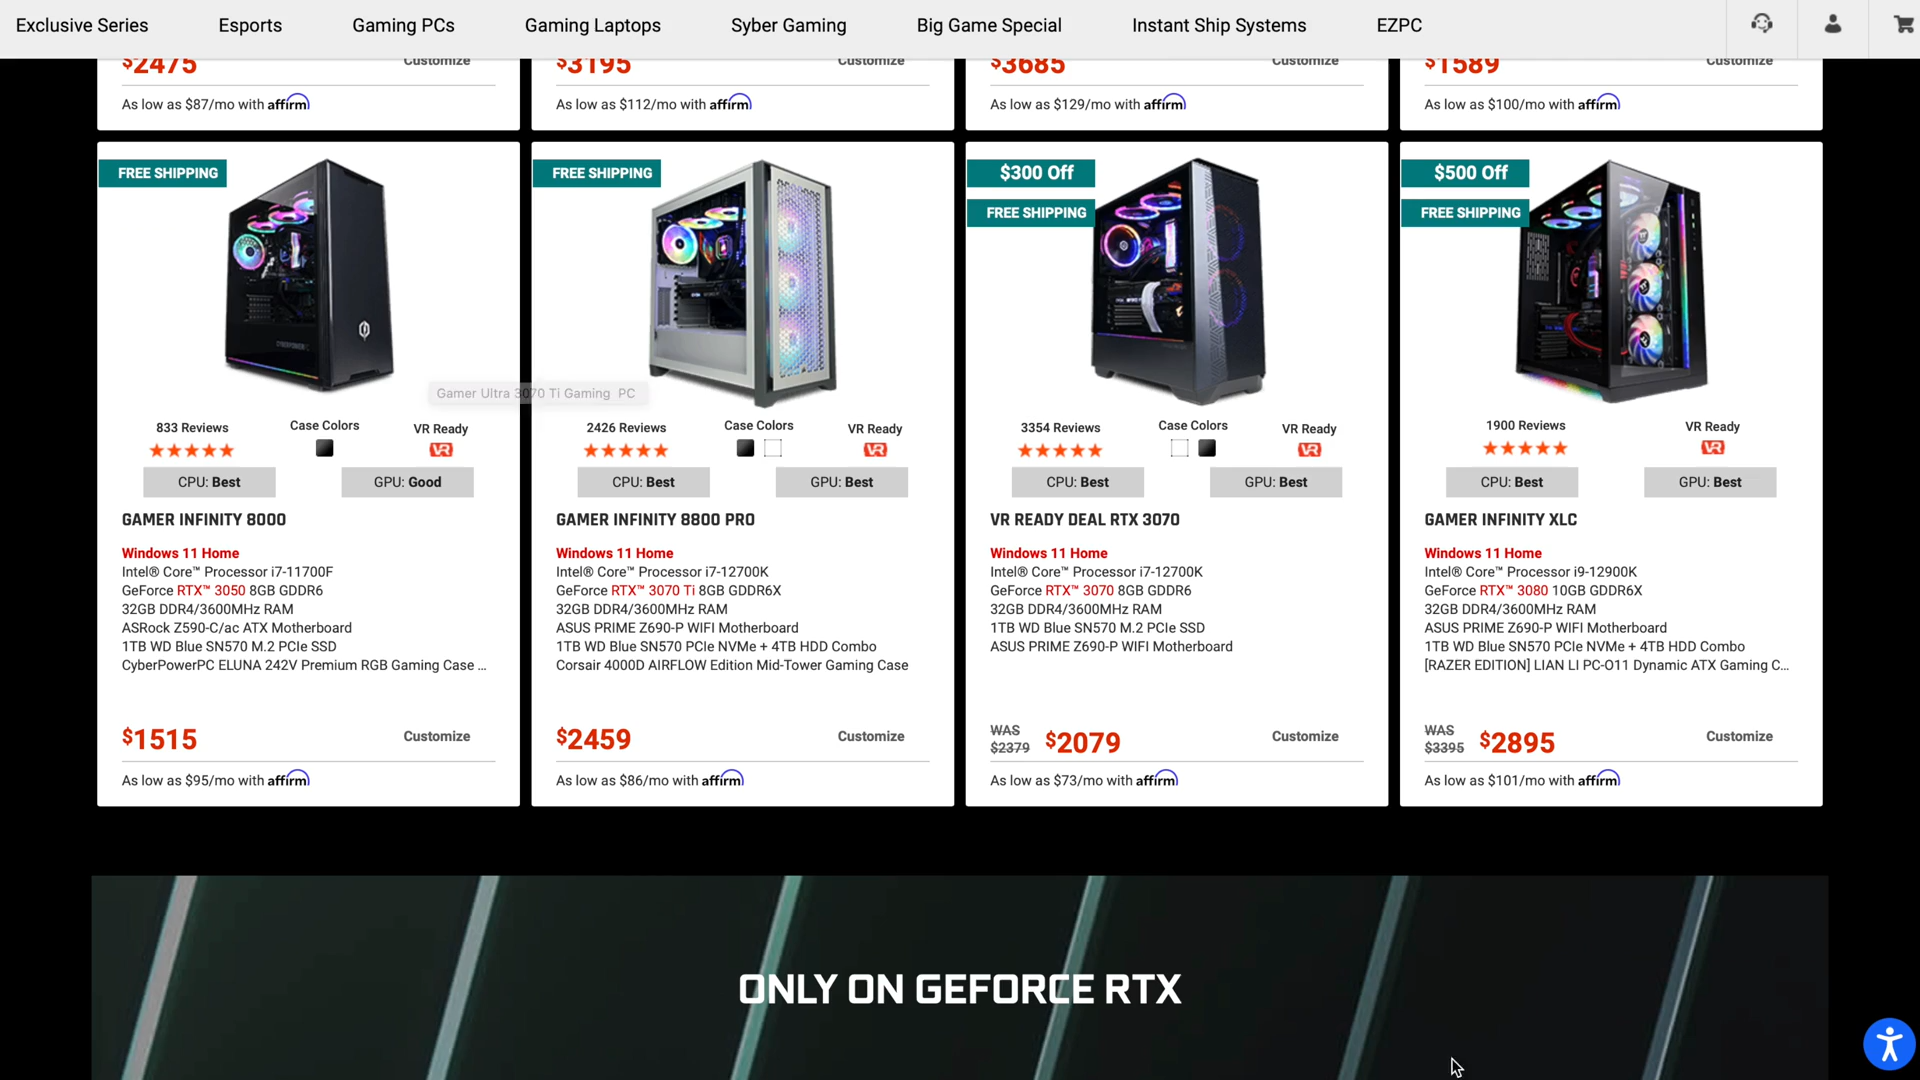 Exclusive Series Esports Gaming PCs Gaming Laptops Syber Gaming Big Game Special Instant Ship Systems EZPC
$2475 Customize
As low as $87/mo with affirm
$3195 Customize
As low as $112/mo with affirm
$3685 Customize
As low as $129/mo with affirm
$1589 Customize
As low as $100/mo with affirm
FREE SHIPPING
833 Reviews Case Colors VR Ready
VR
CPU: Best GPU: Good
GAMER INFINITY 8000
Windows 11 Home
Intel® Core™ Processor i7-11700F
GeForce RTX™ 3050 8GB GDDR6
32GB DDR4/3600MHz RAM
ASRock Z590-C/ac ATX Motherboard
1TB WD Blue SN570 M.2 PCIe SSD
CyberPowerPC ELUNA 242V Premium RGB Gaming Case ...
$1515 Customize
As low as $95/mo with affirm
Gamer Ultra 3070 Ti Gaming PC
FREE SHIPPING
2426 Reviews Case Colors VR Ready
VR
CPU: Best GPU: Best
GAMER INFINITY 8800 PRO
Windows 11 Home
Intel® Core™ Processor i7-12700K
GeForce RTX™ 3070 Ti 8GB GDDR6X
32GB DDR4/3600MHz RAM
ASUS PRIME Z690-P WIFI Motherboard
1TB WD Blue SN570 PCIe NVMe + 4TB HDD Combo
Corsair 4000D AIRFLOW Edition Mid-Tower Gaming Case
$2459 Customize
As low as $86/mo with affirm
$300 Off
FREE SHIPPING
3354 Reviews Case Colors VR Ready
VR
CPU: Best GPU: Best
VR READY DEAL RTX 3070
Windows 11 Home
Intel® Core™ Processor i7-12700K
GeForce RTX™ 3070 8GB GDDR6
32GB DDR4/3600MHz RAM
1TB WD Blue SN570 M.2 PCIe SSD
ASUS PRIME Z690-P WIFI Motherboard
WAS
$2379 $2079 Customize
As low as $73/mo with affirm
$500 Off
FREE SHIPPING
1900 Reviews VR Ready
VR
CPU: Best GPU: Best
GAMER INFINITY XLC
Windows 11 Home
Intel® Core™ Processor i9-12900K
GeForce RTX™ 3080 10GB GDDR6X
32GB DDR4/3600MHz RAM
ASUS PRIME Z690-P WIFI Motherboard
1TB WD Blue SN570 PCIe NVMe + 4TB HDD Combo
[RAZER EDITION] LIAN LI PC-O11 Dynamic ATX Gaming C...
WAS
$3395 $2895 Customize
As low as $101/mo with affirm
ONLY ON GEFORCE RTX